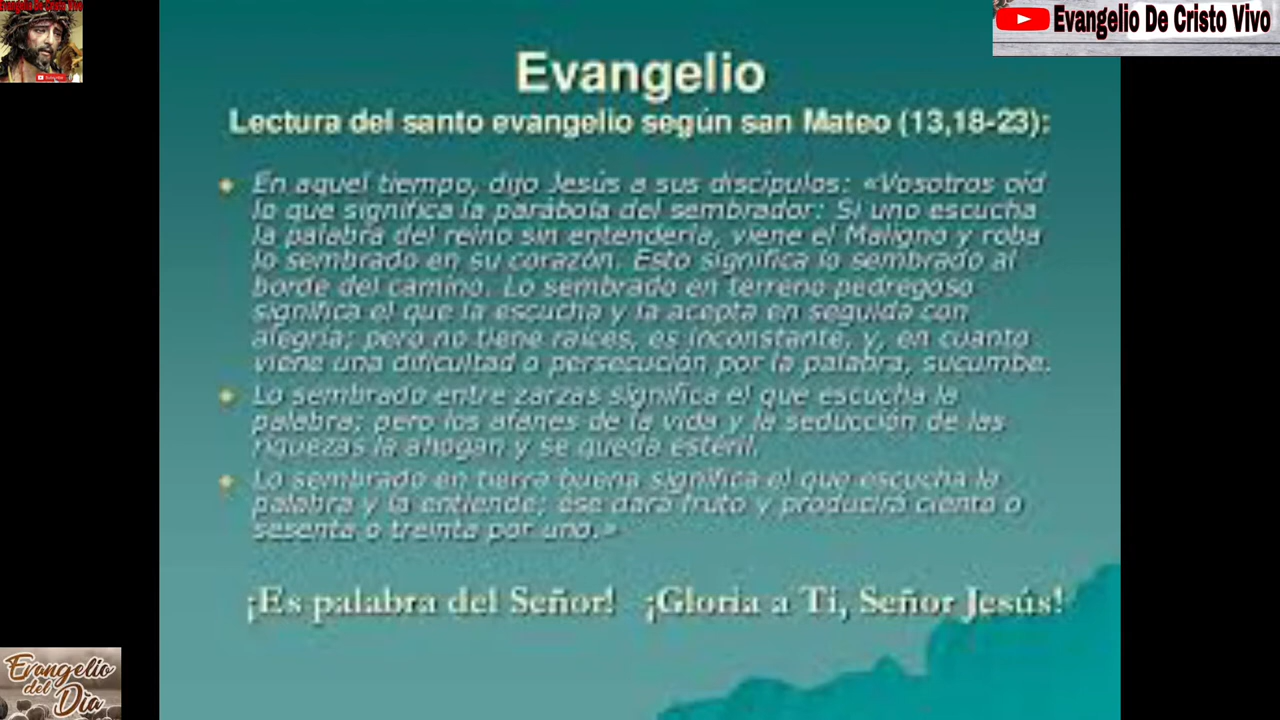 Evangelio De Cristo Vivo
Evangelio De Cristo Vivo
Evangelio
Lectura del santo evangelio según san Mateo (13,18-23):
En aquel tiempo, dijo Jesús a sus discípulos: «Vosotros oíd
lo que significa la parábola del sembrador: Si uno escucha
la palabra del reino sin entenderla, viene el Maligno y roba
lo sembrado en su corazón. Esto significa lo sembrado al
borde del camino. Lo sembrado en terreno pedregoso
significa el que la escucha y la acepta en seguida con
alegría; pero no tiene raíces, es inconstante, y, en cuanto
viene una dificultad o persecución por la palabra, sucumbe.
Lo sembrado entre zarzas significa el que escucha la
palabra; pero los afanes de la vida y la seducción de las
riquezas la ahogan y se queda estéril.
Lo sembrado en tierra buena significa el que escucha la
palabra y la entiende; ése dará fruto y producirá ciento o
sesenta o treinta por uno.»
¡Es palabra del Señor! ¡Gloria a Ti, Señor Jesús!
Evangelio
del Día